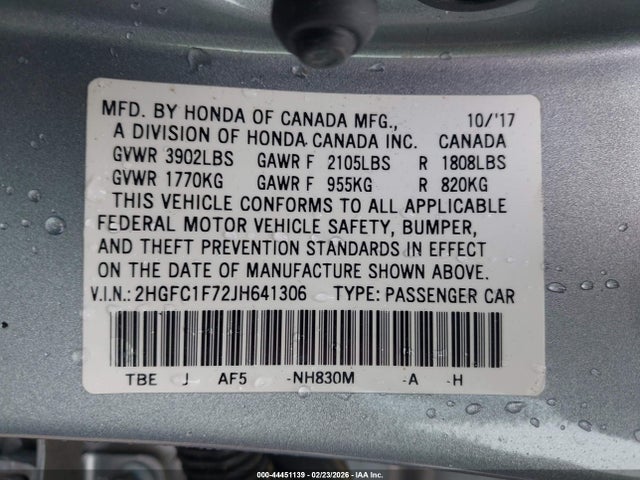 MFD. BY HONDA OF CANADA MFG., 10/'17
A DIVISION OF HONDA CANADA INC. CANADA
GVWR 3902LBS GAWR F 2105LBS R 1808LBS
GVWR 1770KG GAWR F 955KG R 820KG
THIS VEHICLE CONFORMS TO ALL APPLICABLE
FEDERAL MOTOR VEHICLE SAFETY, BUMPER,
AND THEFT PREVENTION STANDARDS IN EFFECT
ON THE DATE OF MANUFACTURE SHOWN ABOVE.
V.I.N.: 2HGFC1F72JH641306 TYPE: PASSENGER CAR
TBE J AF5 -NH830M -A -H
000-44451139 - 02/23/2026 - IAA Inc.